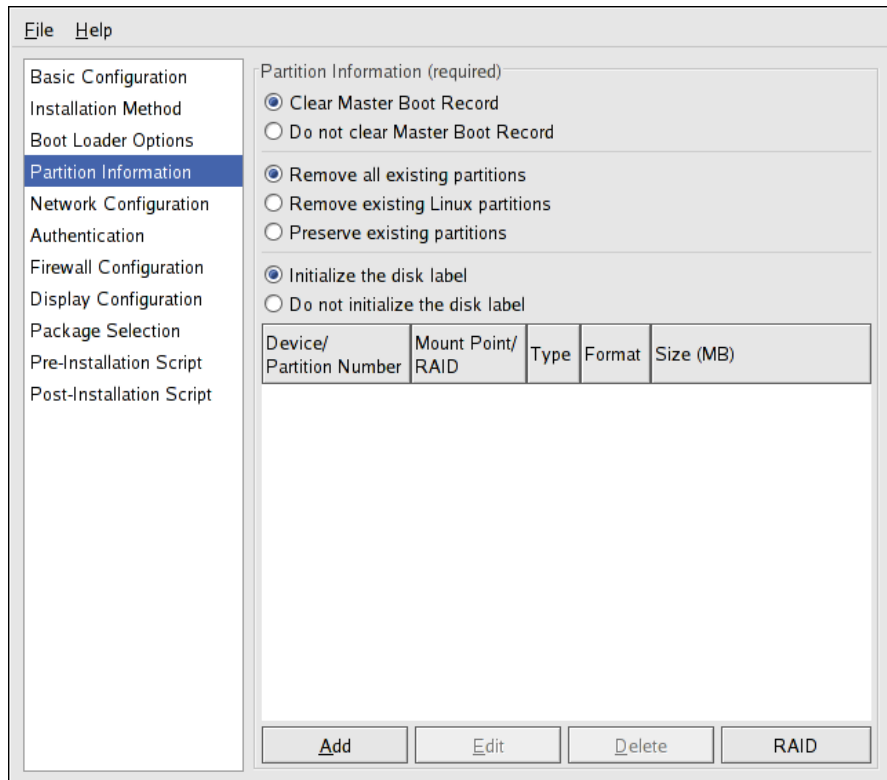 File Help
Basic Configuration
Installation Method
Boot Loader Options
Partition Information
Network Configuration
Authentication
Firewall Configuration
Display Configuration
Package Selection
Pre-Installation Script
Post-Installation Script
Partition Information (required)
Clear Master Boot Record
Do not clear Master Boot Record
Remove all existing partitions
Remove existing Linux partitions
Preserve existing partitions
Initialize the disk label
Do not initialize the disk label
Device/
Partition Number
Mount Point/
RAID
Type
Format
Size (MB)
Add
Edit
Delete
RAID